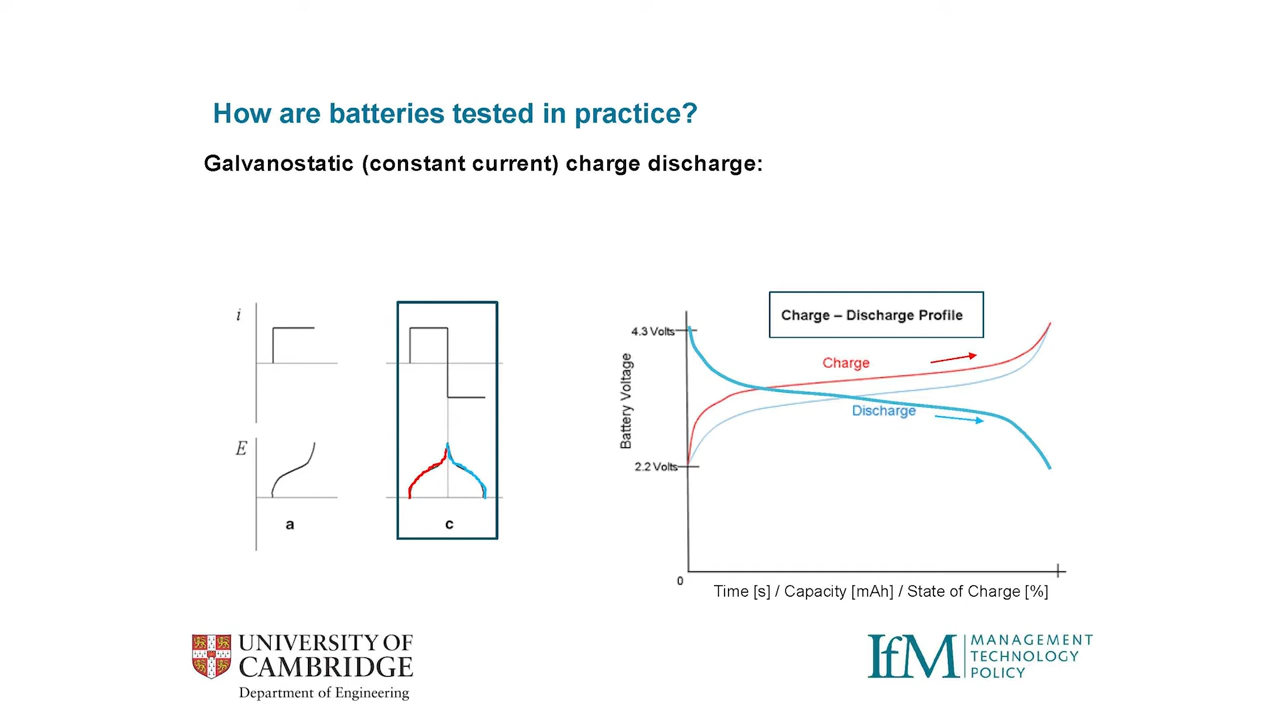 How are batteries tested in practice?
Galvanostatic (constant current) charge discharge:
i
E
a
c
Charge – Discharge Profile
4.3 Volts
Charge
Battery Voltage
Discharge
2.2 Volts
0
Time [s] / Capacity [mAh] / State of Charge [%]
UNIVERSITY OF
CAMBRIDGE
Department of Engineering
IfM
MANAGEMENT
TECHNOLOGY
POLICY